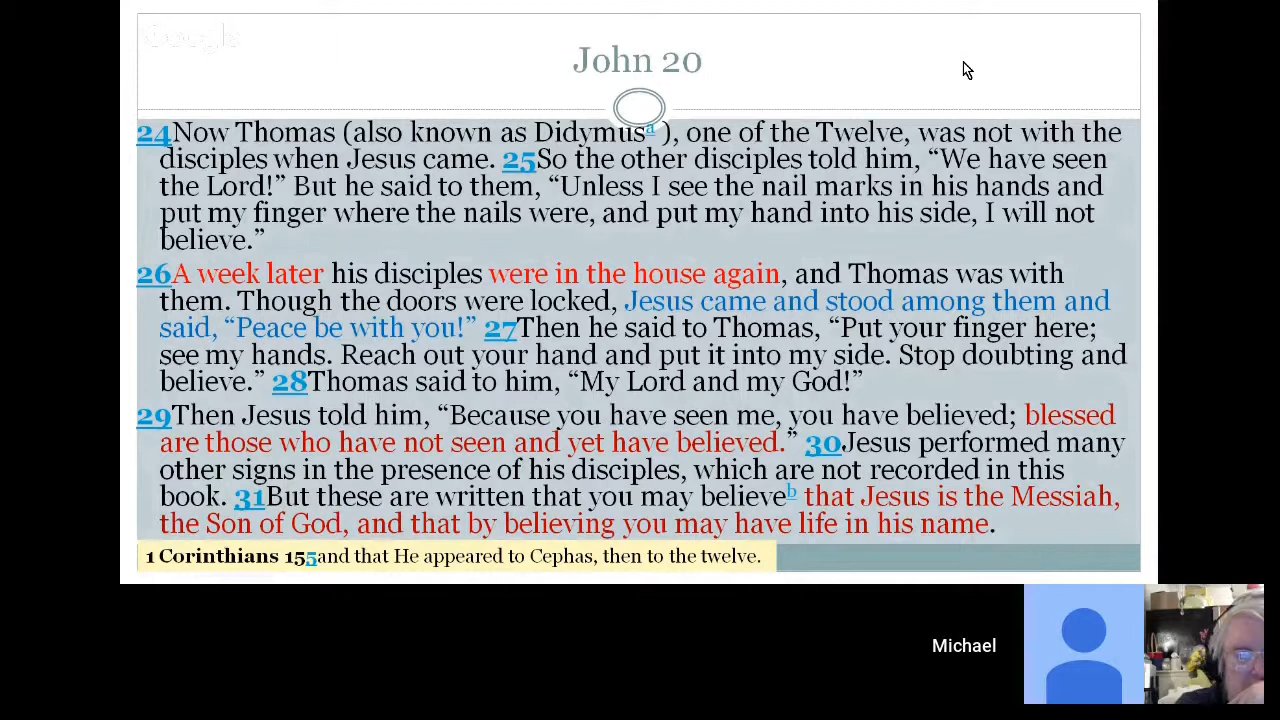 Google
John 20
24Now Thomas (also known as Didymusa ), one of the Twelve, was not with the
disciples when Jesus came. 25So the other disciples told him, “We have seen
the Lord!” But he said to them, “Unless I see the nail marks in his hands and
put my finger where the nails were, and put my hand into his side, I will not
believe.”
26A week later his disciples were in the house again, and Thomas was with
them. Though the doors were locked, Jesus came and stood among them and
said, “Peace be with you!” 27Then he said to Thomas, “Put your finger here;
see my hands. Reach out your hand and put it into my side. Stop doubting and
believe.” 28Thomas said to him, “My Lord and my God!”
29Then Jesus told him, “Because you have seen me, you have believed; blessed
are those who have not seen and yet have believed.” 30Jesus performed many
other signs in the presence of his disciples, which are not recorded in this
book. 31But these are written that you may believeb that Jesus is the Messiah,
the Son of God, and that by believing you may have life in his name.
1 Corinthians 155and that He appeared to Cephas, then to the twelve.
Michael